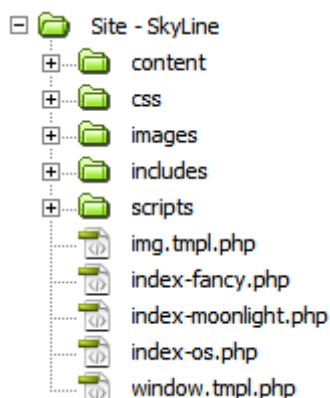 Site - SkyLine
content
css
images
includes
scripts
img.tmpl.php
index-fancy.php
index-moonlight.php
index-os.php
window.tmpl.php